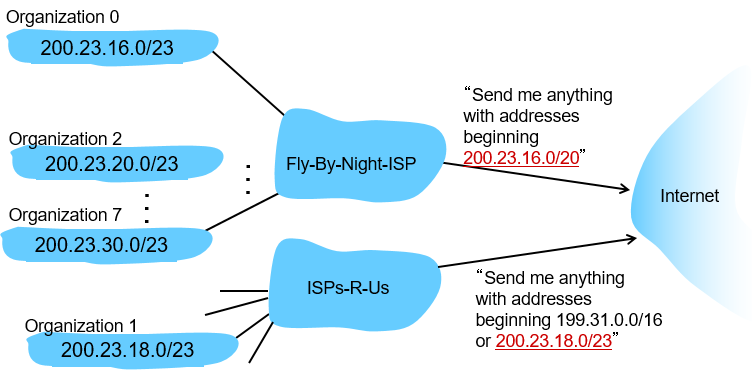 Organization 0
200.23.16.0/23
Organization 2
200.23.20.0/23
Organization 7
200.23.30.0/23
Fly-By-Night-ISP
“Send me anything
with addresses
beginning
200.23.16.0/20”
Internet
ISPs-R-Us
“Send me anything
with addresses
beginning 199.31.0.0/16
or 200.23.18.0/23”
Organization 1
200.23.18.0/23